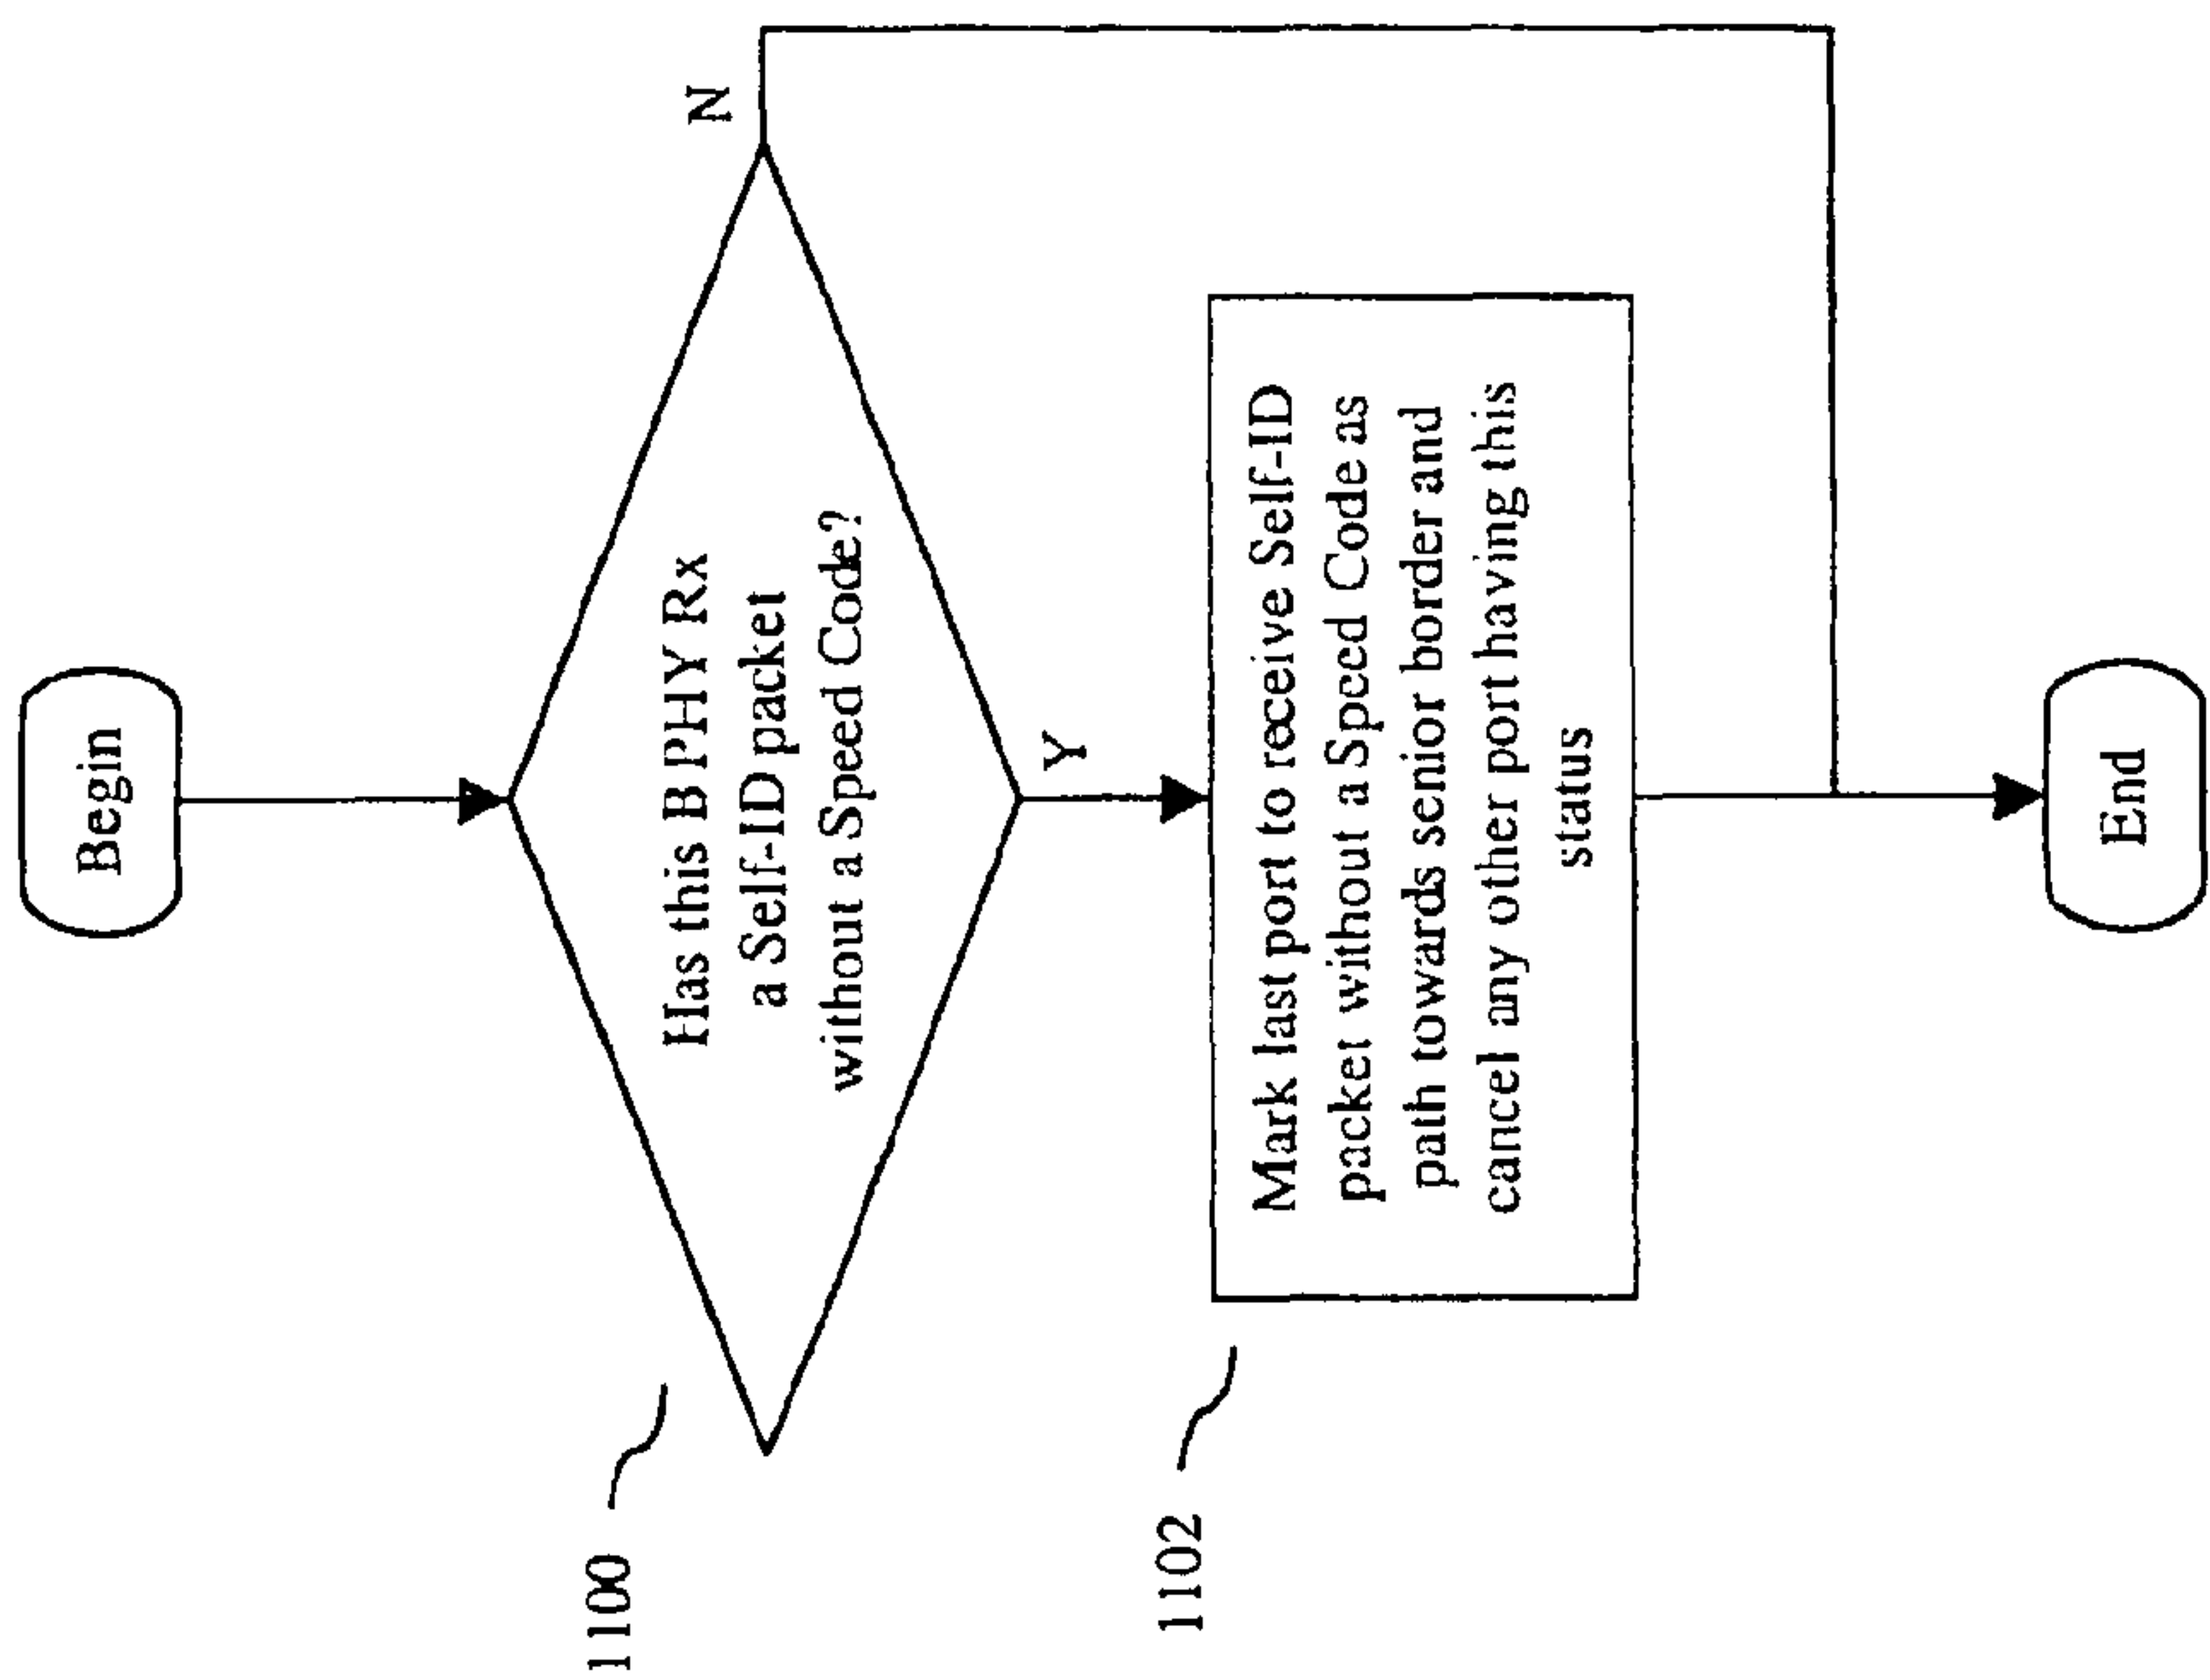 Begin
1100
Has this B PHY Rx
a Self-ID packet
without a Speed Code?
N
Y
1102
Mark last port to receive Self-ID
packet without a Speed Code as
path towards senior border and
cancel any other port having this
status
End